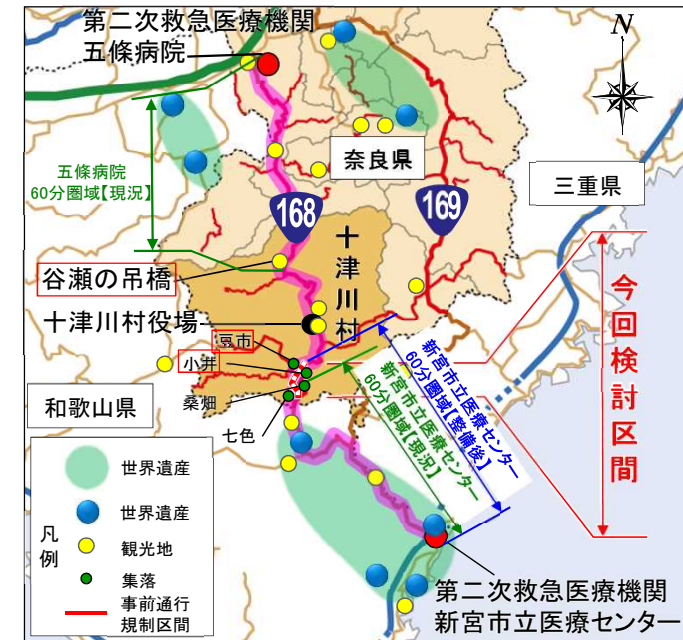 第二次救急医療機関
五條病院
N
奈良県
三重県
五條病院
60分圏域【現況】
168
169
十津川村
谷瀬の吊橋
十津川村役場
豆市
小井
桑畑
七色
和歌山県
新宮市立医療センター
60分圏域【整備後】
新宮市立医療センター
60分圏域【現況】
今回検討区間
凡例
世界遺産
世界遺産
観光地
集落
事前通行
規制区間
第二次救急医療機関
新宮市立医療センター